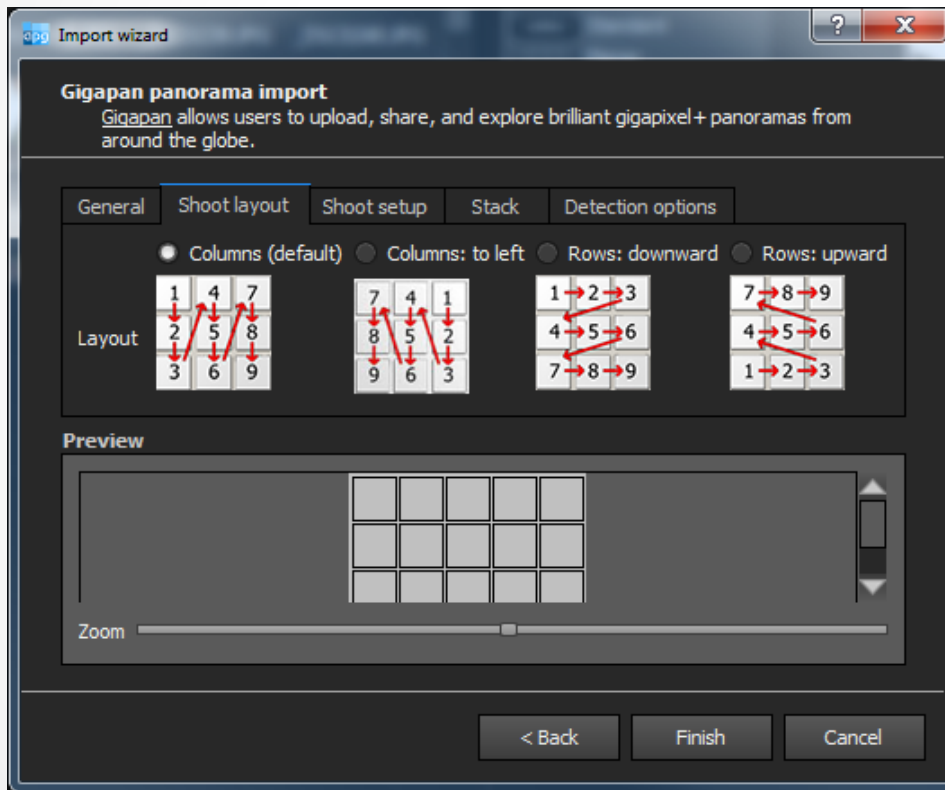 apg Import wizard ?
Gigapan panorama import
Gigapan allows users to upload, share, and explore brilliant gigapixel+ panoramas from
around the globe.
General Shoot layout Shoot setup Stack Detection options
Columns (default) Columns: to left Rows: downward Rows: upward
Layout
1 4 7
2 5 8
3 6 9
7 4 1
8 5 2
9 6 3
1 2 3
4 5 6
7 8 9
7 8 9
4 5 6
1 2 3
Preview
Zoom
< Back Finish Cancel